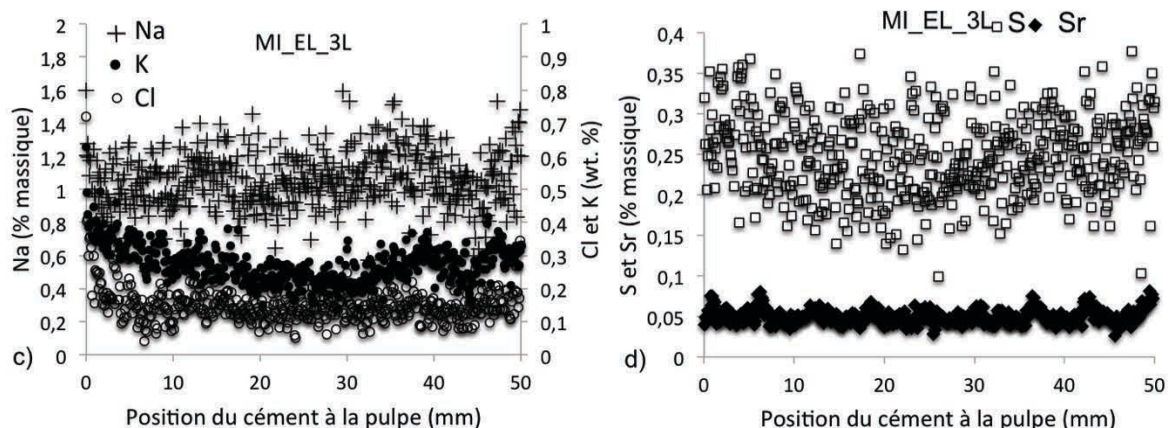 MI_EL_3L
Na
K
Cl
Na (% massique)
2
1,8
1,6
1,4
1,2
1
0,8
0,6
0,4
0,2
0
Cl et K (wt. %)
1
0,9
0,8
0,7
0,6
0,5
0,4
0,3
0,2
0,1
0
0 10 20 30 40 50
Position du cément à la pulpe (mm)
c)
MI_EL_3L S Sr
S et Sr (% massique)
0,4
0,35
0,3
0,25
0,2
0,15
0,1
0,05
0
0 10 20 30 40 50
Position du cément à la pulpe (mm)
d)